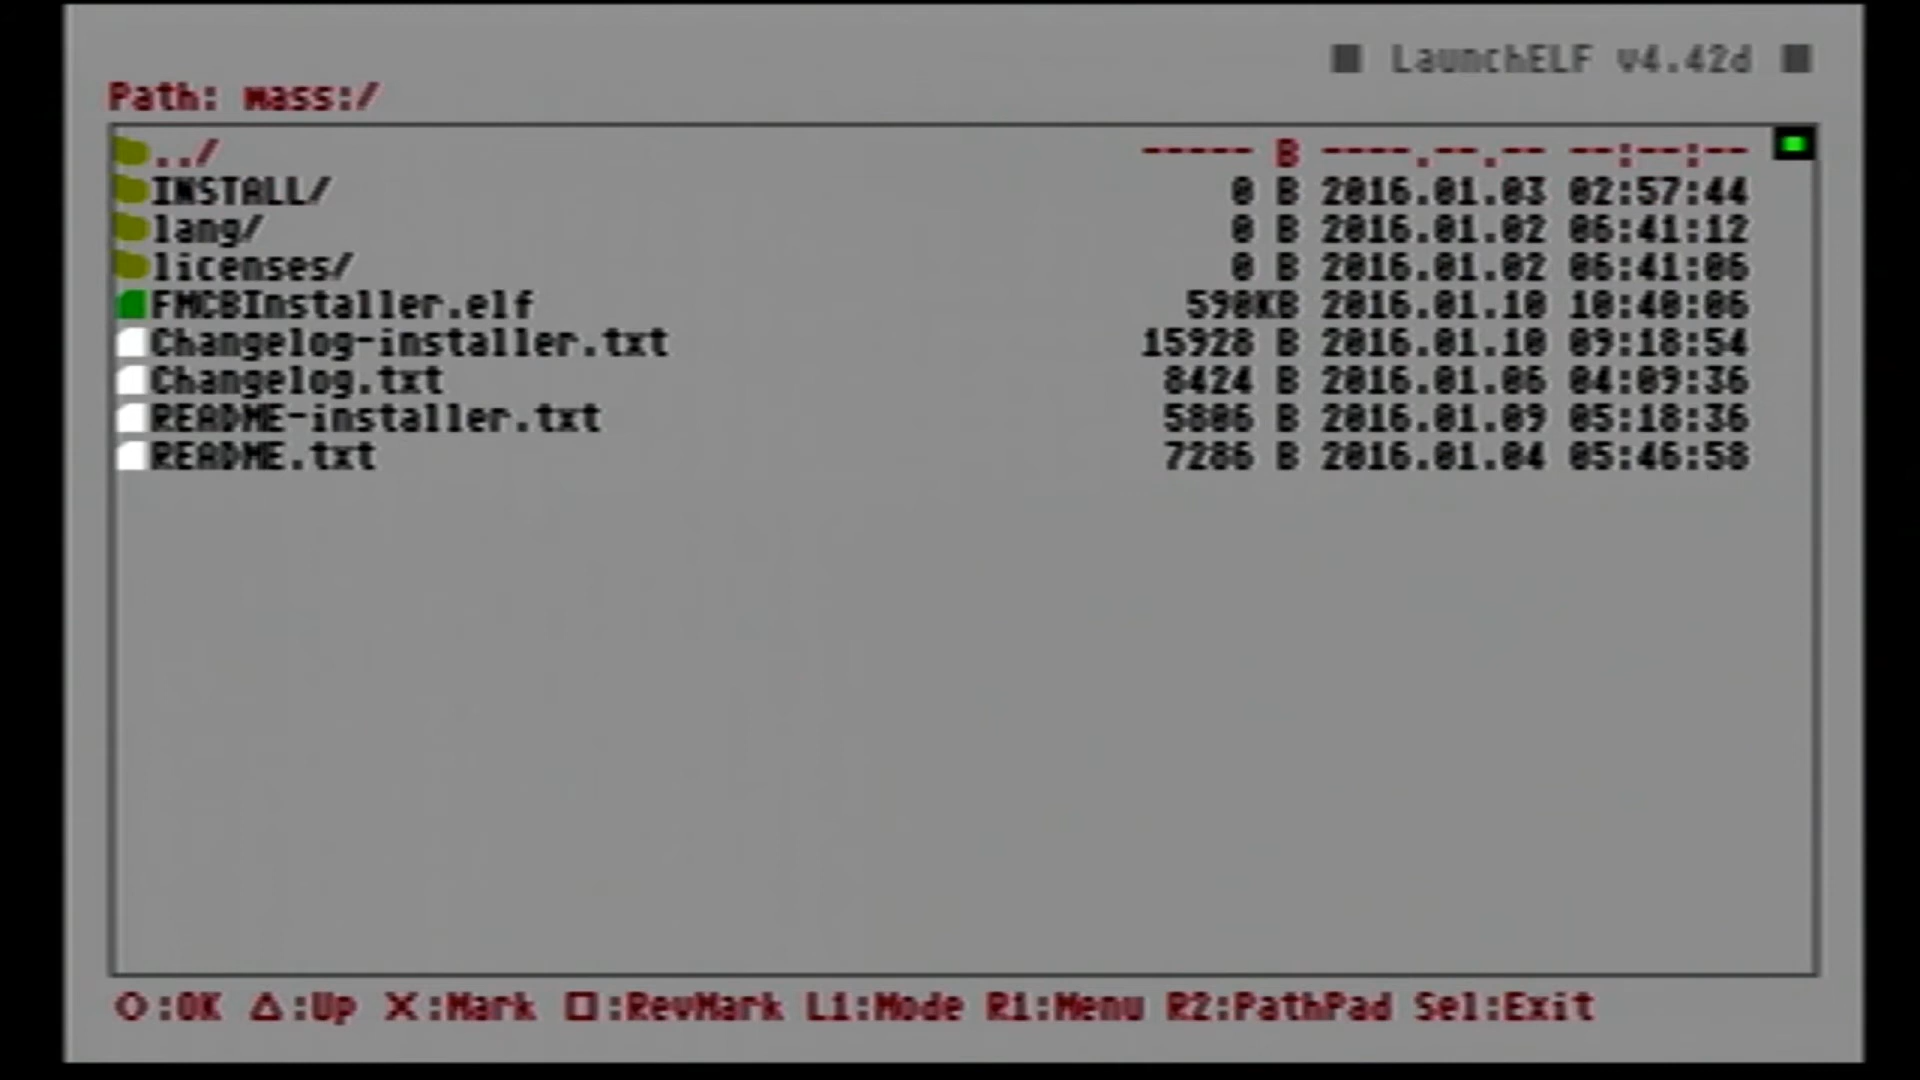 LaunchELF v4.42d
Path: mass:/
../ ----- B ----.--.-- --:--:--
INSTALL/ 0 B 2016.01.03 02:57:44
lang/ 0 B 2016.01.02 06:41:12
licenses/ 0 B 2016.01.02 06:41:06
FMCBInstaller.elf 590KB 2016.01.10 10:40:06
Changelog-installer.txt 15928 B 2016.01.10 09:18:54
Changelog.txt 8424 B 2016.01.06 04:09:36
README-installer.txt 5806 B 2016.01.09 05:18:36
README.txt 7286 B 2016.01.04 05:46:58
O:OK △:Up X:Mark □:RevMark L1:Mode R1:Menu R2:PathPad Sel:Exit